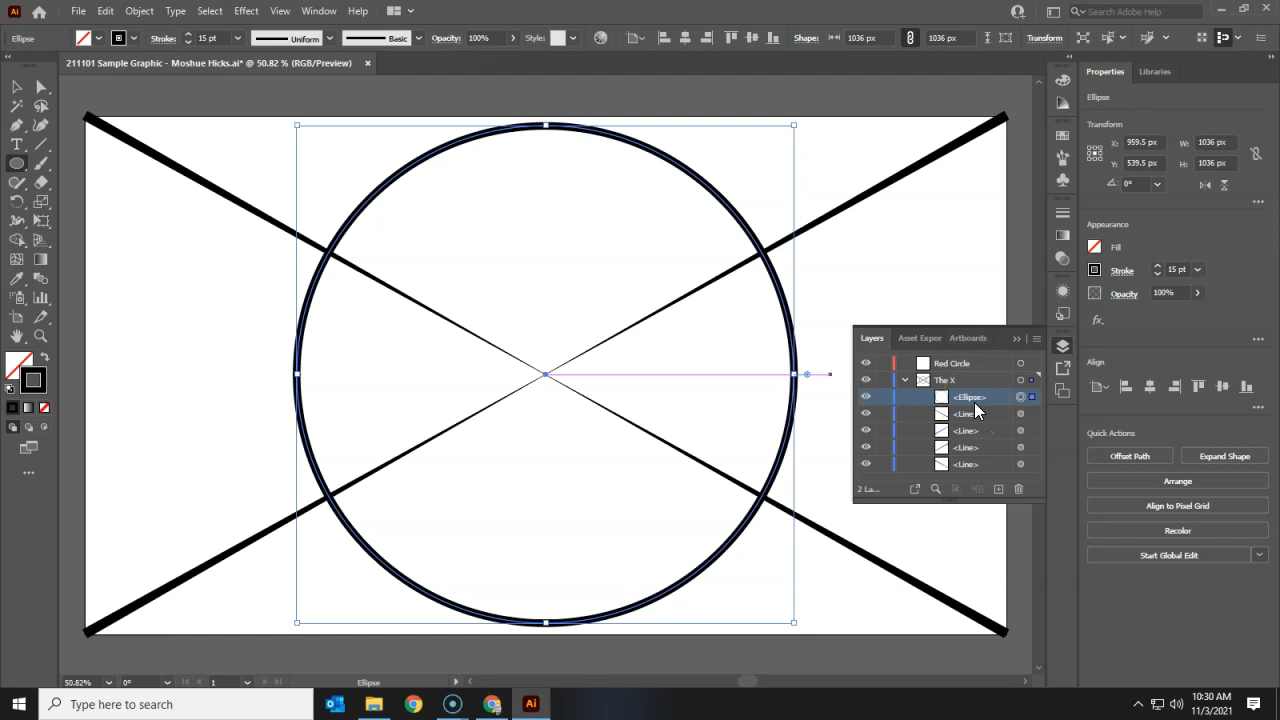 Ai File Edit Object Type Select Effect View Window Help Search Adobe Help
Ellipse Stroke: 15 pt Uniform Basic Opacity: 100% Style: Shape: 1036 px 1036 px Transform
211101 Sample Graphic - Moshue Hicks.ai* @ 50.82 % (RGB/Preview)
Properties Libraries
Ellipse
Transform
X: 959.5 px W: 1036 px
Y: 539.5 px H: 1036 px
0°
Appearance
Fill
Stroke 15 pt
Opacity 100%
fx.
Align
Quick Actions
Offset Path Expand Shape
Arrange
Align to Pixel Grid
Recolor
Start Global Edit
Layers Asset Expor Artboards
Red Circle
The X
<Ellipse>
<Line>
<Line>
<Line>
<Line>
2 La...
50.82% 0° 1 Ellipse
Type here to search Ai 10:30 AM
11/3/2021